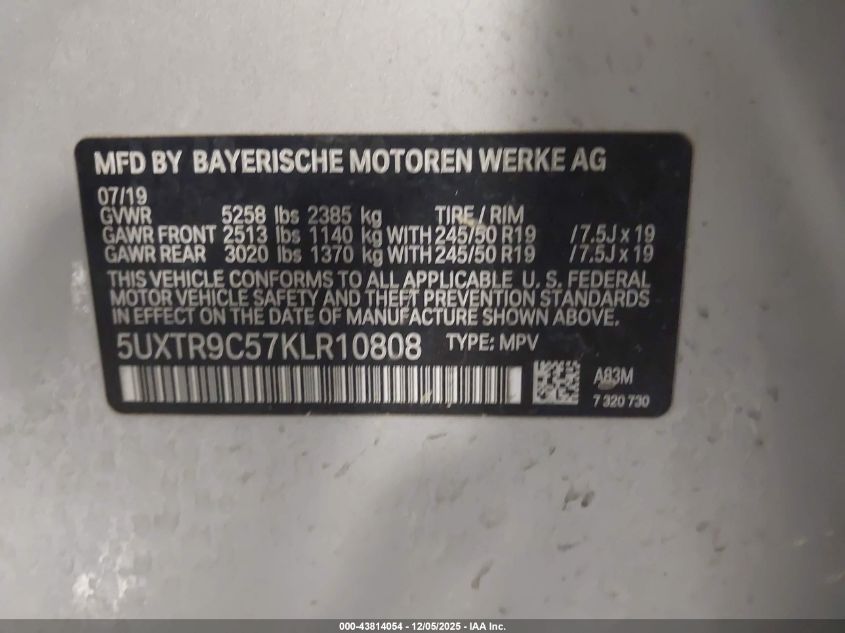 MFD BY BAYERISCHE MOTOREN WERKE AG
07/19
GVWR 5258 lbs 2385 kg TIRE / RIM
GAWR FRONT 2513 lbs 1140 kg WITH 245/50 R19 / 7.5J x 19
GAWR REAR 3020 lbs 1370 kg WITH 245/50 R19 / 7.5J x 19
THIS VEHICLE CONFORMS TO ALL APPLICABLE U. S. FEDERAL
MOTOR VEHICLE SAFETY AND THEFT PREVENTION STANDARDS
IN EFFECT ON THE DATE OF MANUFACTURE SHOWN ABOVE.
5UXTR9C57KLR10808 TYPE: MPV
A83M
7 320 730
000-43814054 - 12/05/2025 - IAA Inc.